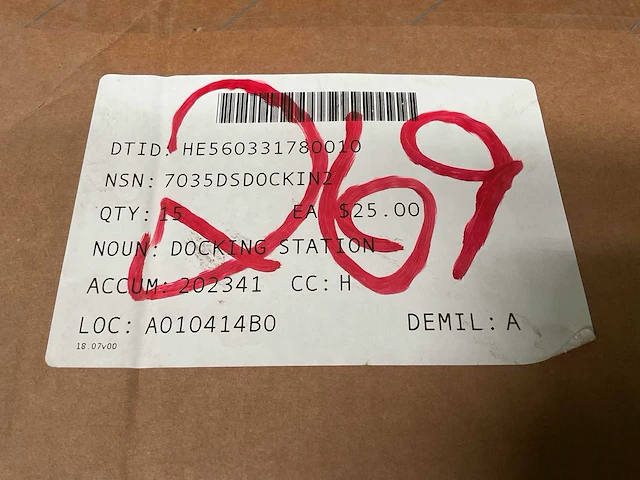 DTID: HE560331780010
NSN: 7035DSDOCKIN2
QTY: 15 EA $25.00
NOUN: DOCKING STATION
ACCUM: 202341 CC: H
LOC: A010414B0 DEMIL: A
18.07v00
269